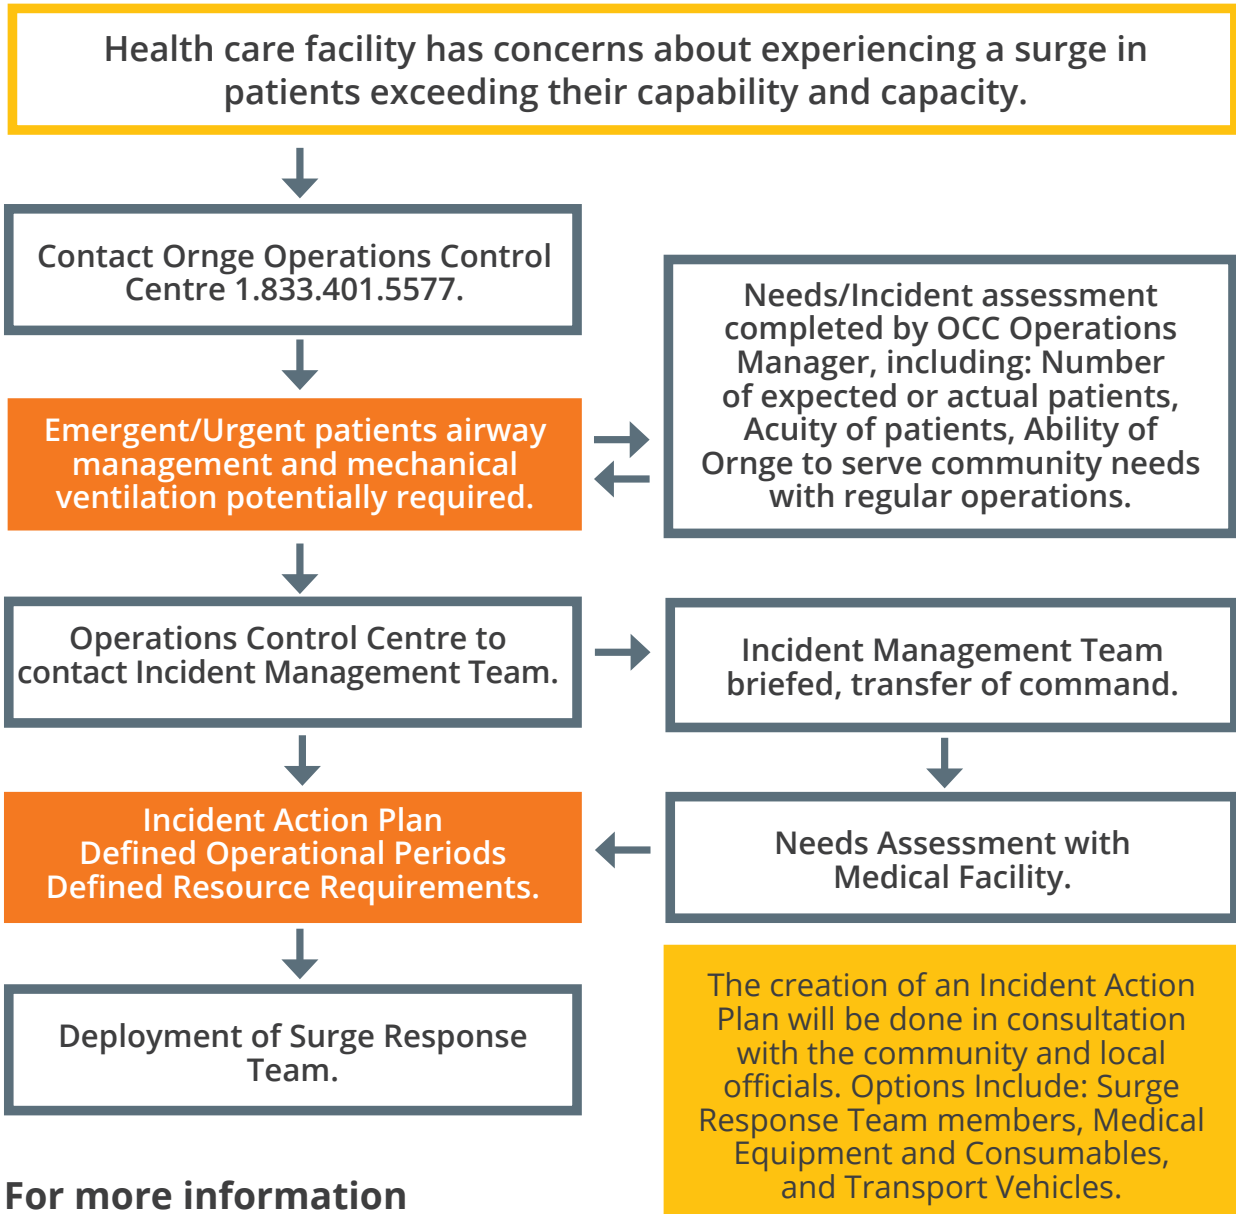 Health care facility has concerns about experiencing a surge in
patients exceeding their capability and capacity.
Contact Ornge Operations Control
Centre 1.833.401.5577.
Needs/Incident assessment
completed by OCC Operations
Manager, including: Number
of expected or actual patients,
Acuity of patients, Ability of
Ornge to serve community needs
with regular operations.
Emergent/Urgent patients airway
management and mechanical
ventilation potentially required.
Operations Control Centre to
contact Incident Management Team.
Incident Management Team
briefed, transfer of command.
Incident Action Plan
Defined Operational Periods
Defined Resource Requirements.
Needs Assessment with
Medical Facility.
Deployment of Surge Response
Team.
The creation of an Incident Action
Plan will be done in consultation
with the community and local
officials. Options Include: Surge
Response Team members, Medical
Equipment and Consumables,
and Transport Vehicles.
For more information